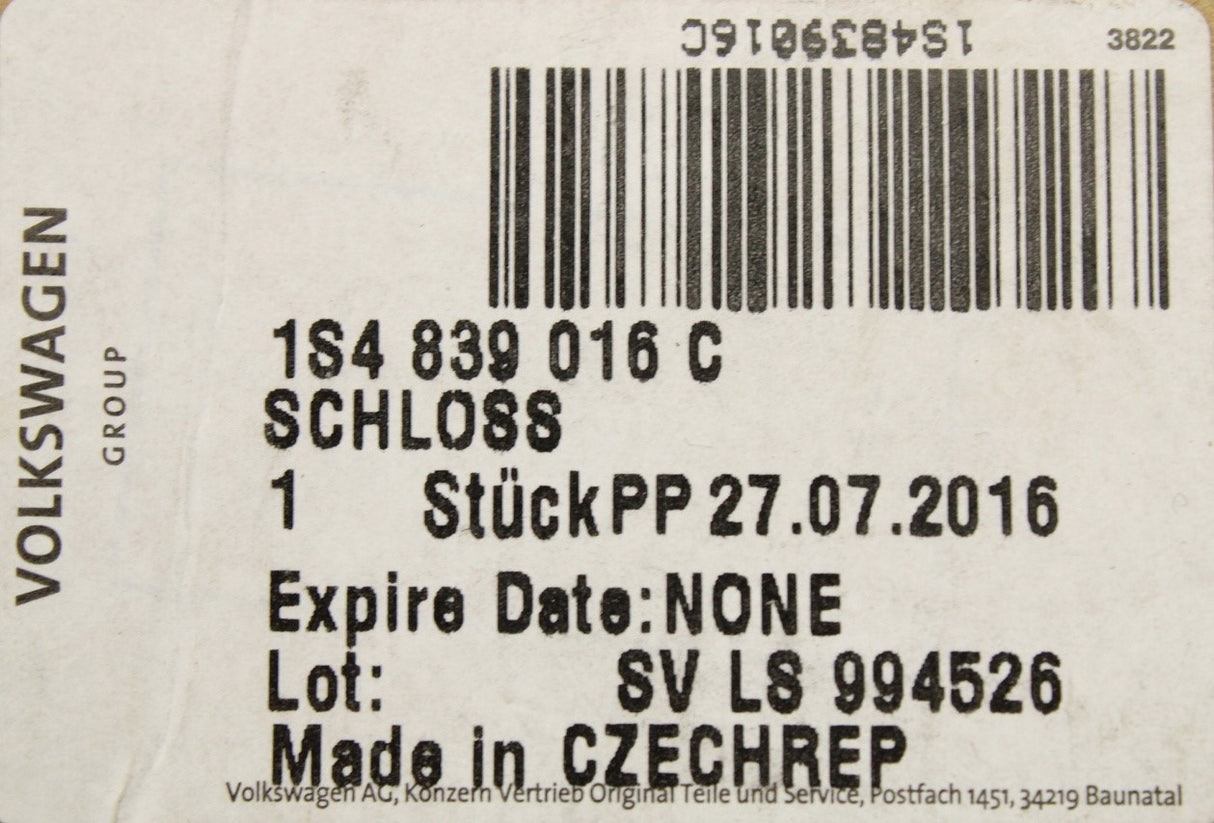 1S4839016C
3822
1S4 839 016 C
SCHLOSS
1 Stück PP 27.07.2016
Expire Date: NONE
Lot: SV LS 994526
Made in CZECHREP
Volkswagen AG, Konzern Vertrieb Original Teile und Service, Postfach 1451, 34219 Baunatal
VOLKSWAGEN
GROUP